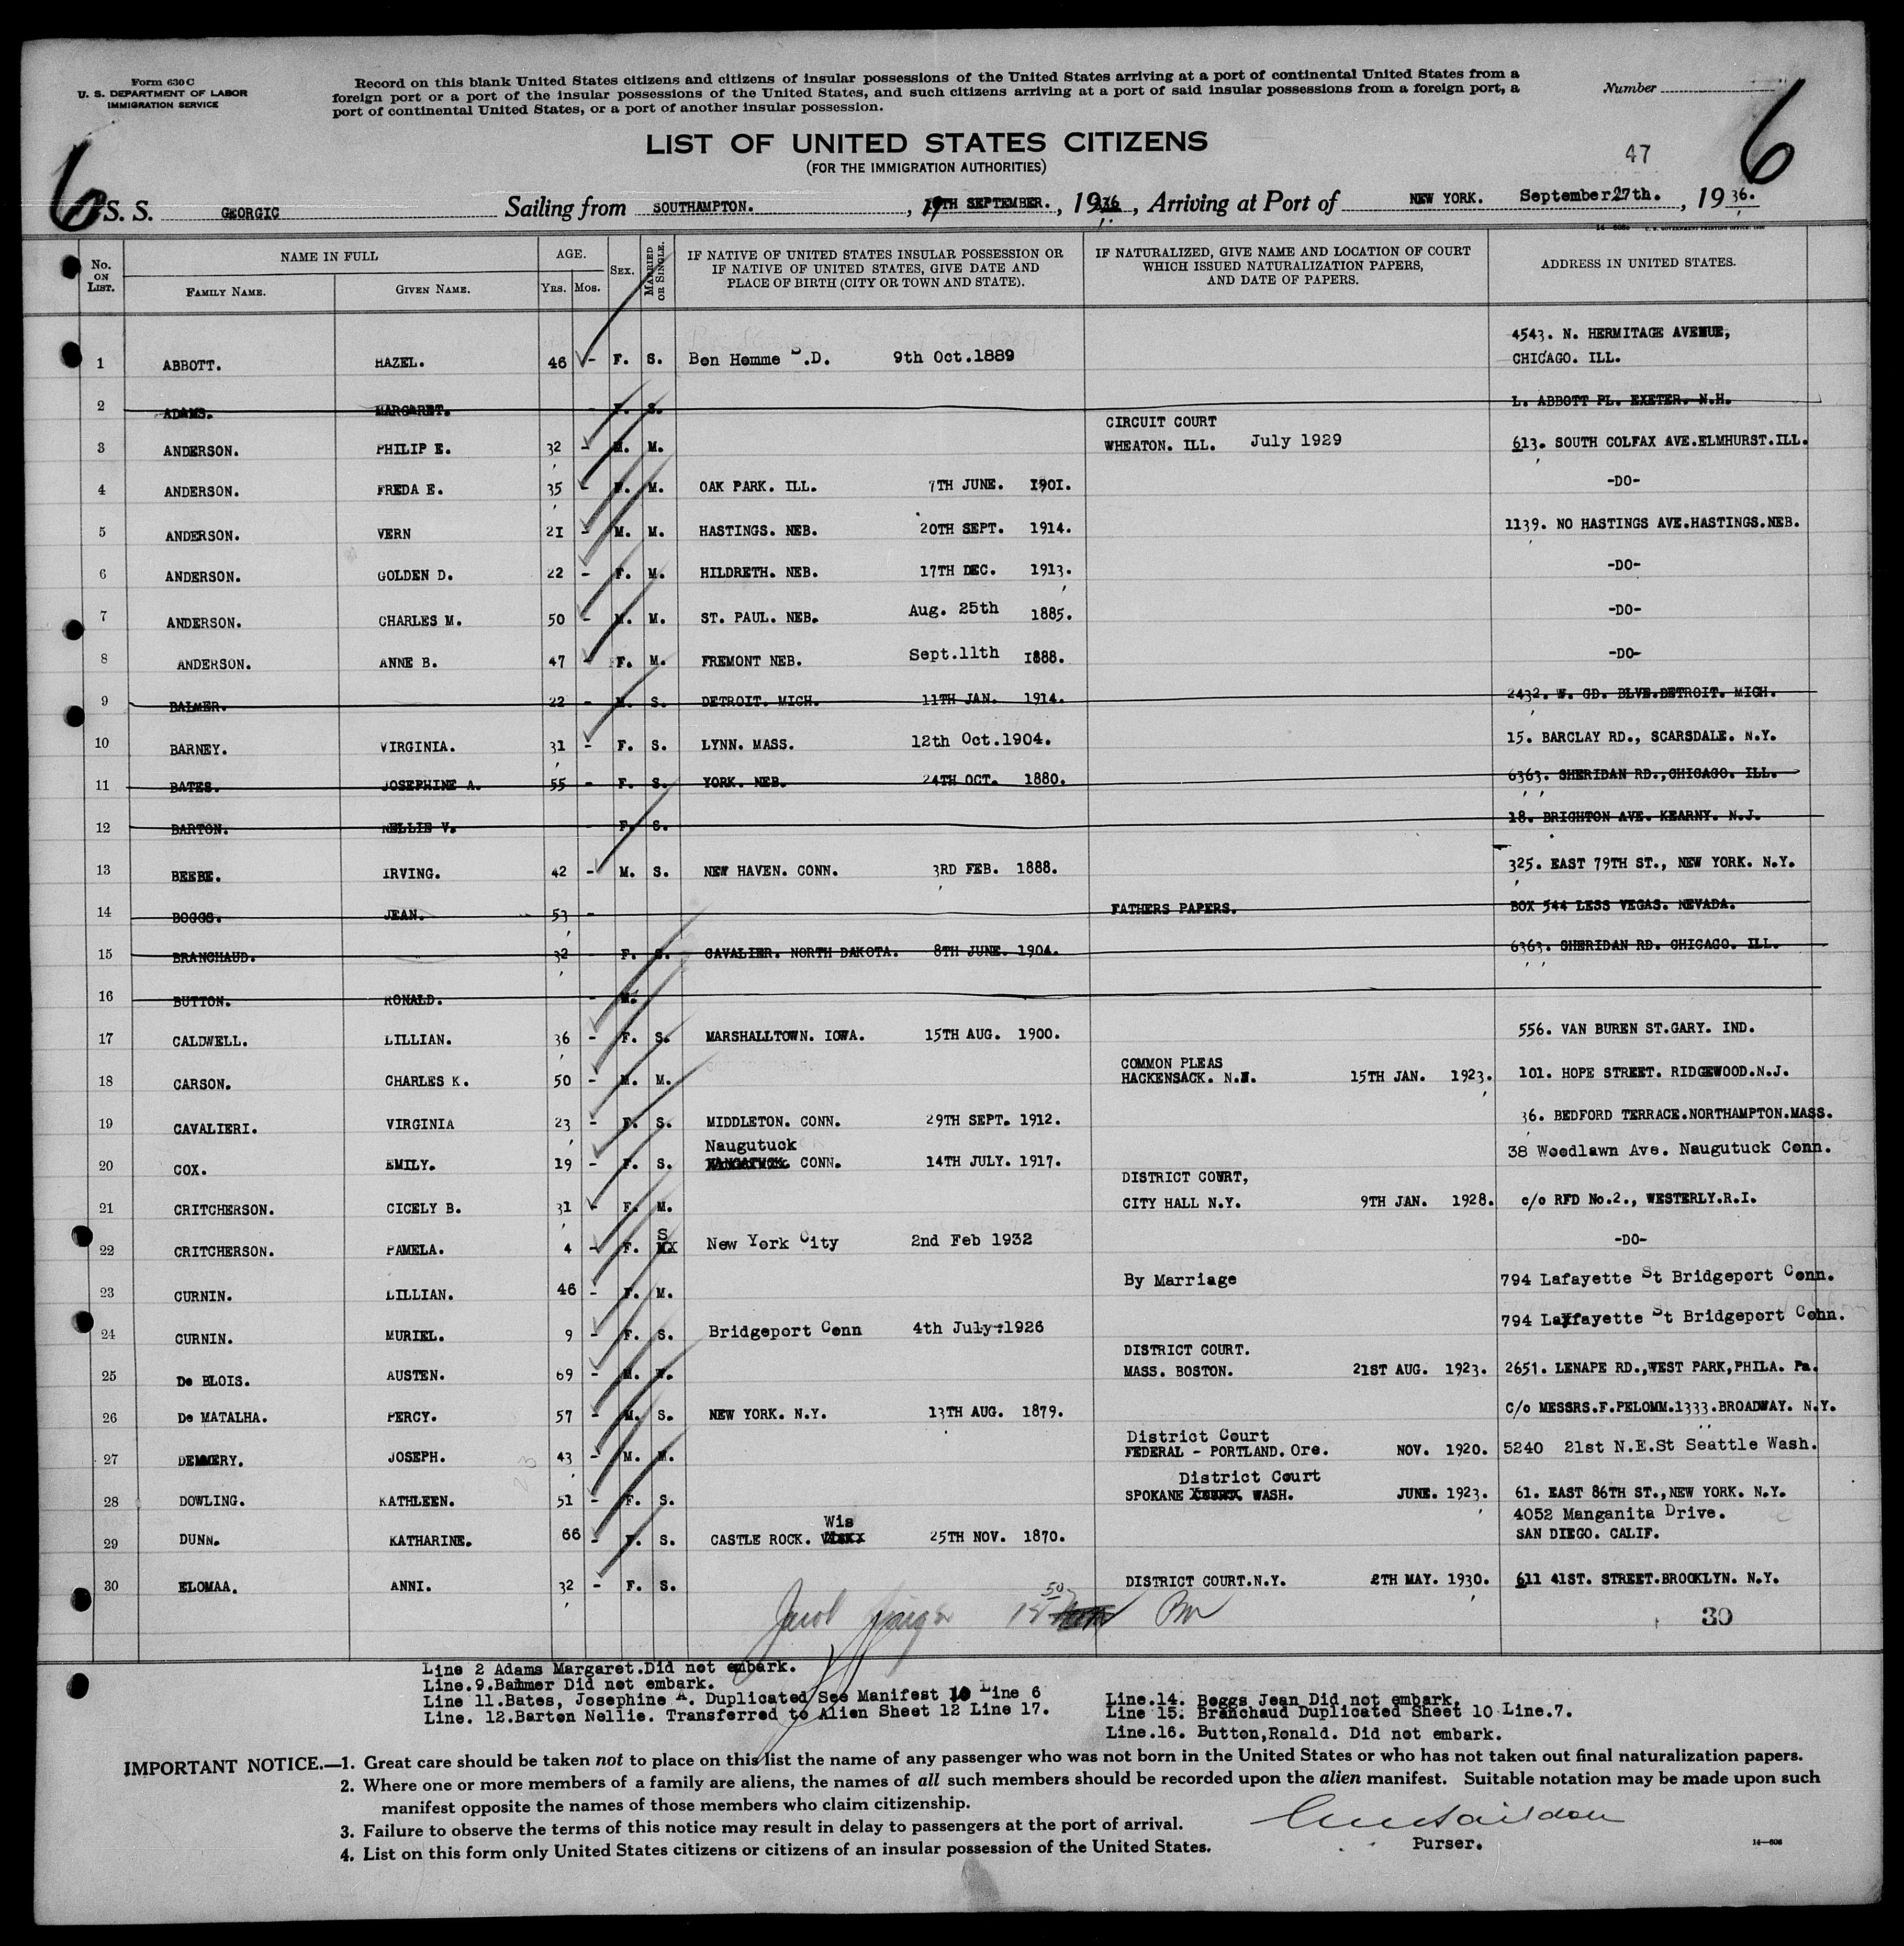 Form 630 C
U. S. DEPARTMENT OF LABOR
IMMIGRATION SERVICE
Record on this blank United States citizens and citizens of insular possessions of the United States arriving at a port of continental United States from a
foreign port or a port of the insular possessions of the United States, and such citizens arriving at a port of said insular possessions from a foreign port, a
port of continental United States, or a port of another insular possession.
Number
6
6
LIST OF UNITED STATES CITIZENS
(FOR THE IMMIGRATION AUTHORITIES)
47
S. S. GEORGIC Sailing from SOUTHAMPTON. , 19TH SEPTEMBER. , 1936 , Arriving at Port of NEW YORK. September 27th. , 19 36.
No. ON LIST. NAME IN FULL FAMILY NAME. GIVEN NAME. AGE. YRS. MOS. SEX. MARRIED OR SINGLE. IF NATIVE OF UNITED STATES INSULAR POSSESSION OR IF NATIVE OF UNITED STATES, GIVE DATE AND PLACE OF BIRTH (CITY OR TOWN AND STATE). IF NATURALIZED, GIVE NAME AND LOCATION OF COURT WHICH ISSUED NATURALIZATION PAPERS, AND DATE OF PAPERS. ADDRESS IN UNITED STATES.
4543. N. HERMITAGE AVENUE,
1 ABBOTT. HAZEL. 46 - F. S. Bon Homme S.D. 9th Oct.1889 CHICAGO. ILL.
2 ADAMS. MARGARET. - F. S. L. ABBOTT PL. EXETER. N.H.
CIRCUIT COURT
3 ANDERSON. PHILIP E. 32 - M. M. WHEATON. ILL. July 1929 613. SOUTH COLFAX AVE.ELMHURST.ILL.
4 ANDERSON. FREDA E. 35 - F. M. OAK PARK. ILL. 7TH JUNE. 1901. -DO-
5 ANDERSON. VERN 21 - M. M. HASTINGS. NEB. 20TH SEPT. 1914. 1139. NO HASTINGS AVE.HASTINGS.NEB.
6 ANDERSON. GOLDEN D. 22 - F. M. HILDRETH. NEB. 17TH DEC. 1913. -DO-
7 ANDERSON. CHARLES M. 50 - M. M. ST. PAUL. NEB. Aug. 25th 1885. -DO-
8 ANDERSON. ANNE B. 47 - F. M. FREMONT NEB. Sept.11th 1888. -DO-
9 BALMER. 22 - M. S. DETROIT. MICH. 11TH JAN. 1914. 2432. W. GD. BLVD.DETROIT. MICH.
10 BARNEY. VIRGINIA. 31 - F. S. LYNN. MASS. 12th Oct.1904. 15. BARCLAY RD., SCARSDALE. N.Y.
11 BATES. JOSEPHINE A. 55 - F. S. YORK. NEB. 24TH OCT. 1880. 6363. SHERIDAN RD.,CHICAGO. ILL.
12 BARTON. NELLIE V. - F. S. 18. BRIGHTON AVE. KEARNY. N.J.
13 BEEBE. IRVING. 42 - M. S. NEW HAVEN. CONN. 3RD FEB. 1888. 325. EAST 79TH ST., NEW YORK. N.Y.
14 BOGGS. JEAN. 53 - FATHERS PAPERS. BOX 544 LESS VEGAS. NEVADA.
15 BRANCHAUD. 32 - F. S. CAVALIER. NORTH DAKOTA. 8TH JUNE. 1904. 6363. SHERIDAN RD. CHICAGO. ILL.
16 BUTTON. RONALD. - M.
17 CALDWELL. LILLIAN. 36 - F. S. MARSHALLTOWN. IOWA. 15TH AUG. 1900. 556. VAN BUREN ST.GARY. IND.
COMMON PLEAS
18 CARSON. CHARLES K. 50 - M. M. HACKENSACK. N.J. 15TH JAN. 1923. 101. HOPE STREET. RIDGEWOOD.N.J.
19 CAVALIERI. VIRGINIA 23 - F. S. MIDDLETON. CONN. 29TH SEPT. 1912. 36. BEDFORD TERRACE.NORTHAMPTON.MASS.
Naugutuck
20 COX. EMILY. 19 - F. S. CONN. 14TH JULY. 1917. 38 Woodlawn Ave. Naugutuck Conn.
DISTRICT COURT,
21 CRITCHERSON. CICELY B. 31 - F. M. CITY HALL N.Y. 9TH JAN. 1928. c/o RFD No.2., WESTERLY.R.I.
22 CRITCHERSON. PAMELA. 4 - F. S New York City 2nd Feb 1932 -DO-
23 CURNIN. LILLIAN. 46 - F. M. By Marriage 794 Lafayette St Bridgeport Conn.
24 CURNIN. MURIEL. 9 - F. S. Bridgeport Conn 4th July-1926 794 Lafayette St Bridgeport Conn.
DISTRICT COURT.
25 De BLOIS. AUSTEN. 69 - M. W. MASS. BOSTON. 21ST AUG. 1923. 2651. LENAPE RD.,WEST PARK,PHILA. Pa.
26 De MATALHA. PERCY. 57 - M. S. NEW YORK. N.Y. 13TH AUG. 1879. C/o MESSRS.F.PELOMM.1333.BROADWAY. N.Y.
District Court
27 DEMMERY. JOSEPH. 43 - M. M. FEDERAL - PORTLAND. Ore. NOV. 1920. 5240 21st N.E.St Seattle Wash.
District Court
28 DOWLING. KATHLEEN. 51 - F. S. SPOKANE WASH. JUNE. 1923. 61. EAST 86TH ST.,NEW YORK. N.Y.
Wis 4052 Manganita Drive.
29 DUNN. KATHARINE. 66 - F. S. CASTLE ROCK. 25TH NOV. 1870. SAN DIEGO. CALIF.
30 ELOMAA. ANNI. 32 - F. S. DISTRICT COURT.N.Y. 8TH MAY. 1930. 611 41ST. STREET.BROOKLYN. N.Y.
30
Line 2 Adams Margaret.Did not embark.
Line.9.Balmer Did not embark.
Line 11.Bates, Josephine A. Duplicated See Manifest 10 Line 6
Line. 12.Barton Nellie. Transferred to Alien Sheet 12 Line 17.
Line.14. Boggs Jean Did not embark.
Line 15. Branchaud Duplicated Sheet 10 Line.7.
Line.16. Button,Ronald. Did not embark.
IMPORTANT NOTICE.—1. Great care should be taken not to place on this list the name of any passenger who was not born in the United States or who has not taken out final naturalization papers.
2. Where one or more members of a family are aliens, the names of all such members should be recorded upon the alien manifest. Suitable notation may be made upon such
manifest opposite the names of those members who claim citizenship.
3. Failure to observe the terms of this notice may result in delay to passengers at the port of arrival.
4. List on this form only United States citizens or citizens of an insular possession of the United States.
Purser.
14—606